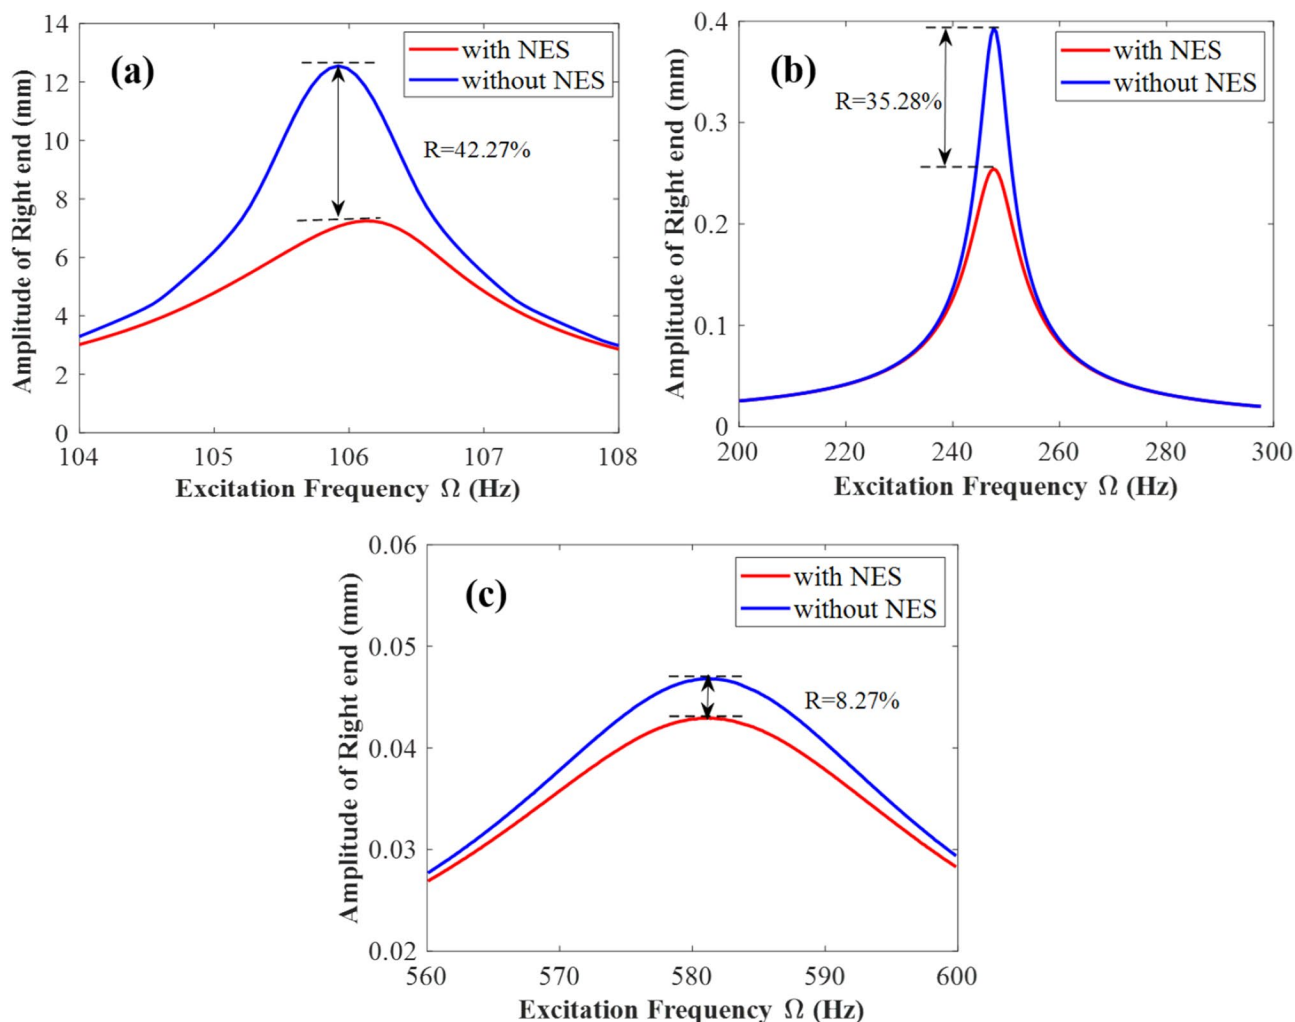 (a)
with NES
without NES
R=42.27%
Amplitude of Right end (mm)
14
12
10
8
6
4
2
0
104
105
106
107
108
Excitation Frequency Ω (Hz)
(b)
with NES
without NES
R=35.28%
Amplitude of Right end (mm)
0.4
0.3
0.2
0.1
0
200
220
240
260
280
300
Excitation Frequency Ω (Hz)
(c)
with NES
without NES
R=8.27%
Amplitude of Right end (mm)
0.06
0.05
0.04
0.03
0.02
560
570
580
590
600
Excitation Frequency Ω (Hz)